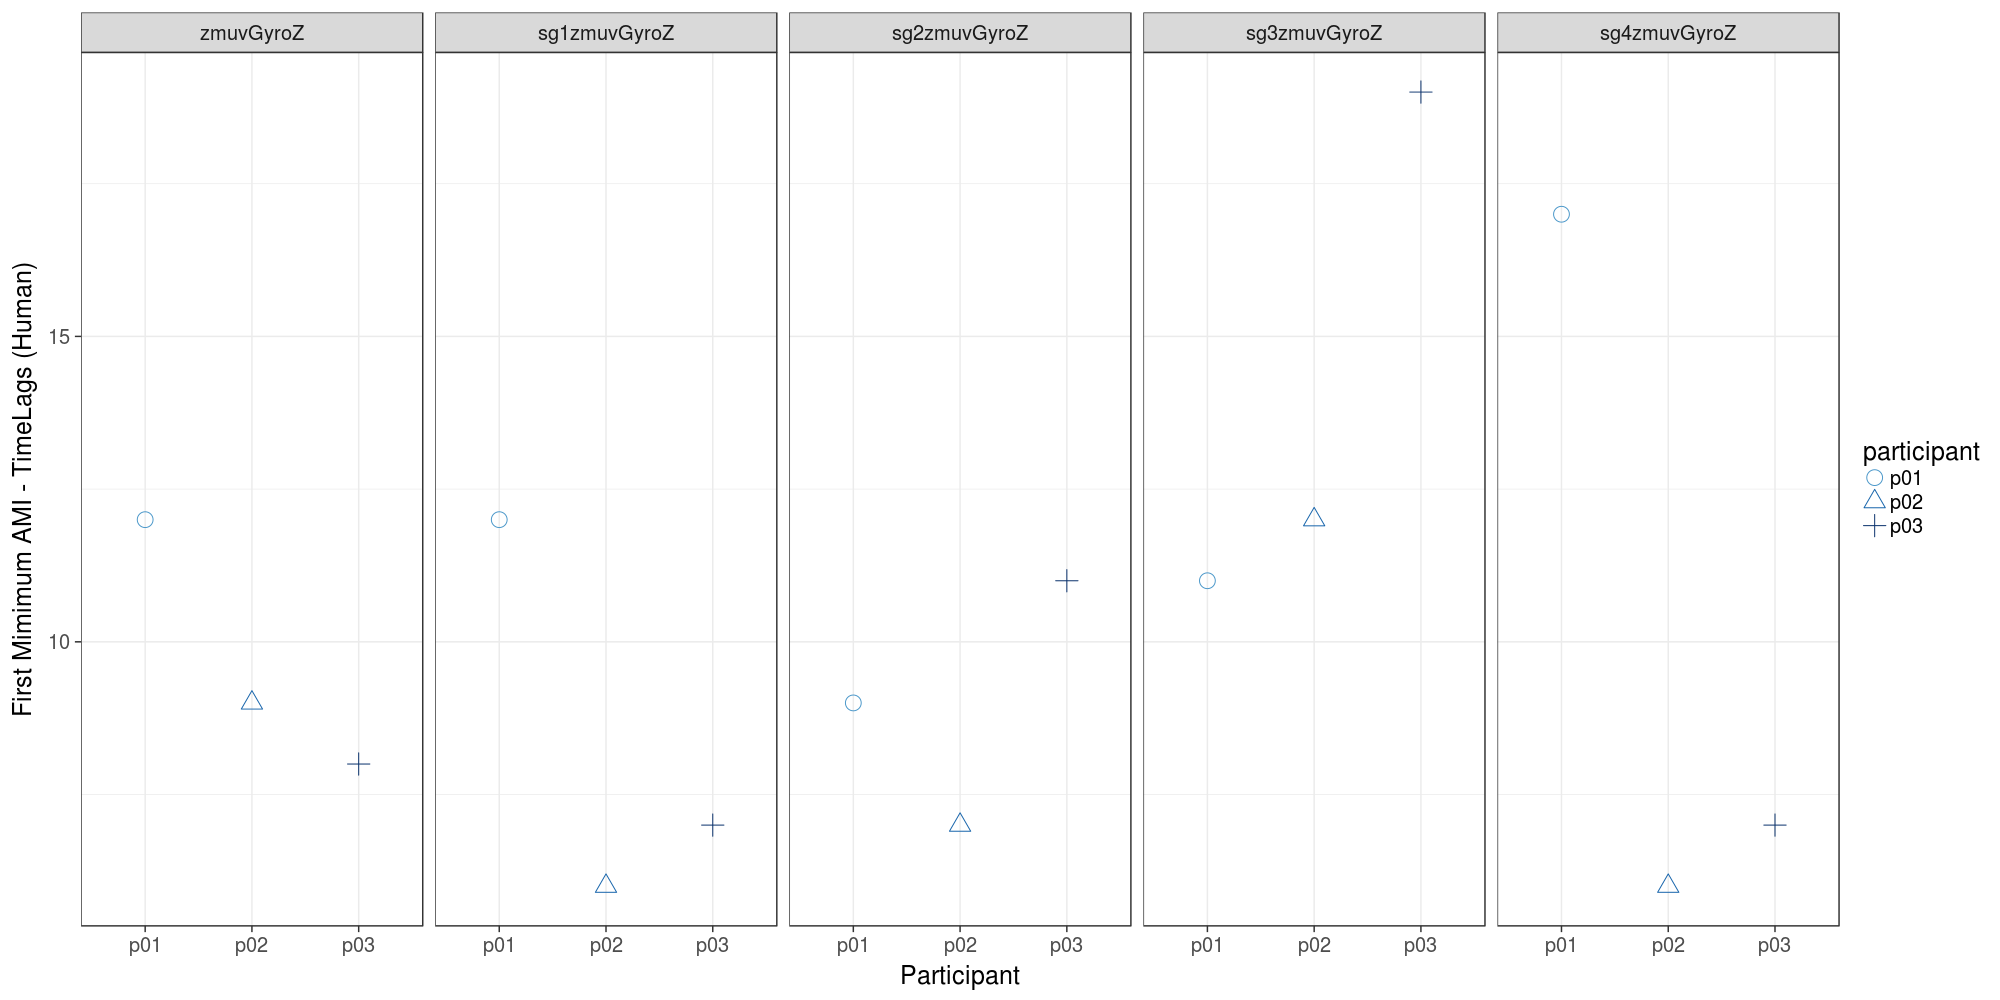 zmuvGyroZ sg1zmuvGyroZ sg2zmuvGyroZ sg3zmuvGyroZ sg4zmuvGyroZ
First Mimimum AMI - TimeLags (Human)
15
10
participant
p01
p02
p03
p01 p02 p03 p01 p02 p03 p01 p02 p03 p01 p02 p03 p01 p02 p03
Participant